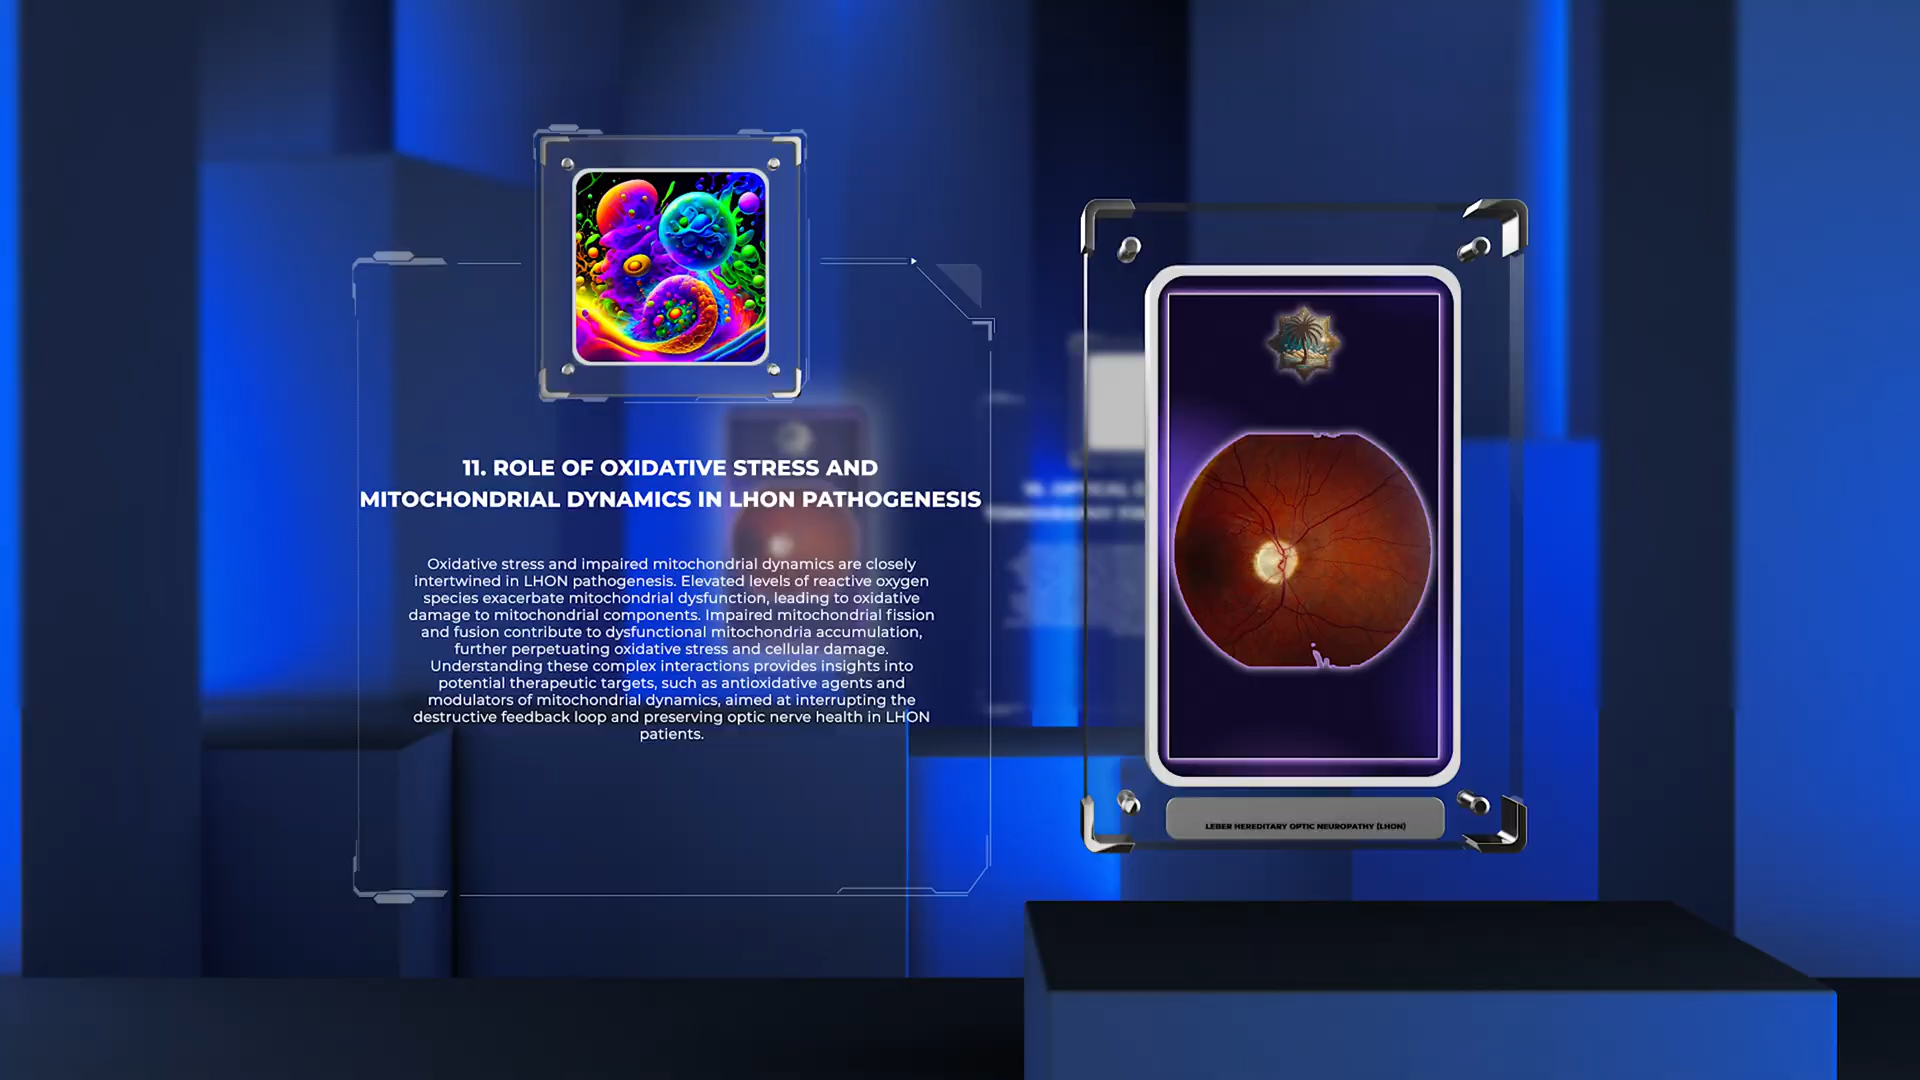 11. ROLE OF OXIDATIVE STRESS AND
MITOCHONDRIAL DYNAMICS IN LHON PATHOGENESIS
Oxidative stress and impaired mitochondrial dynamics are closely
intertwined in LHON pathogenesis. Elevated levels of reactive oxygen
species exacerbate mitochondrial dysfunction, leading to oxidative
damage to mitochondrial components. Impaired mitochondrial fission
and fusion contribute to dysfunctional mitochondria accumulation,
further perpetuating oxidative stress and cellular damage.
Understanding these complex interactions provides insights into
potential therapeutic targets, such as antioxidative agents and
modulators of mitochondrial dynamics, aimed at interrupting the
destructive feedback loop and preserving optic nerve health in LHON
patients.
LEBER HEREDITARY OPTIC NEUROPATHY (LHON)